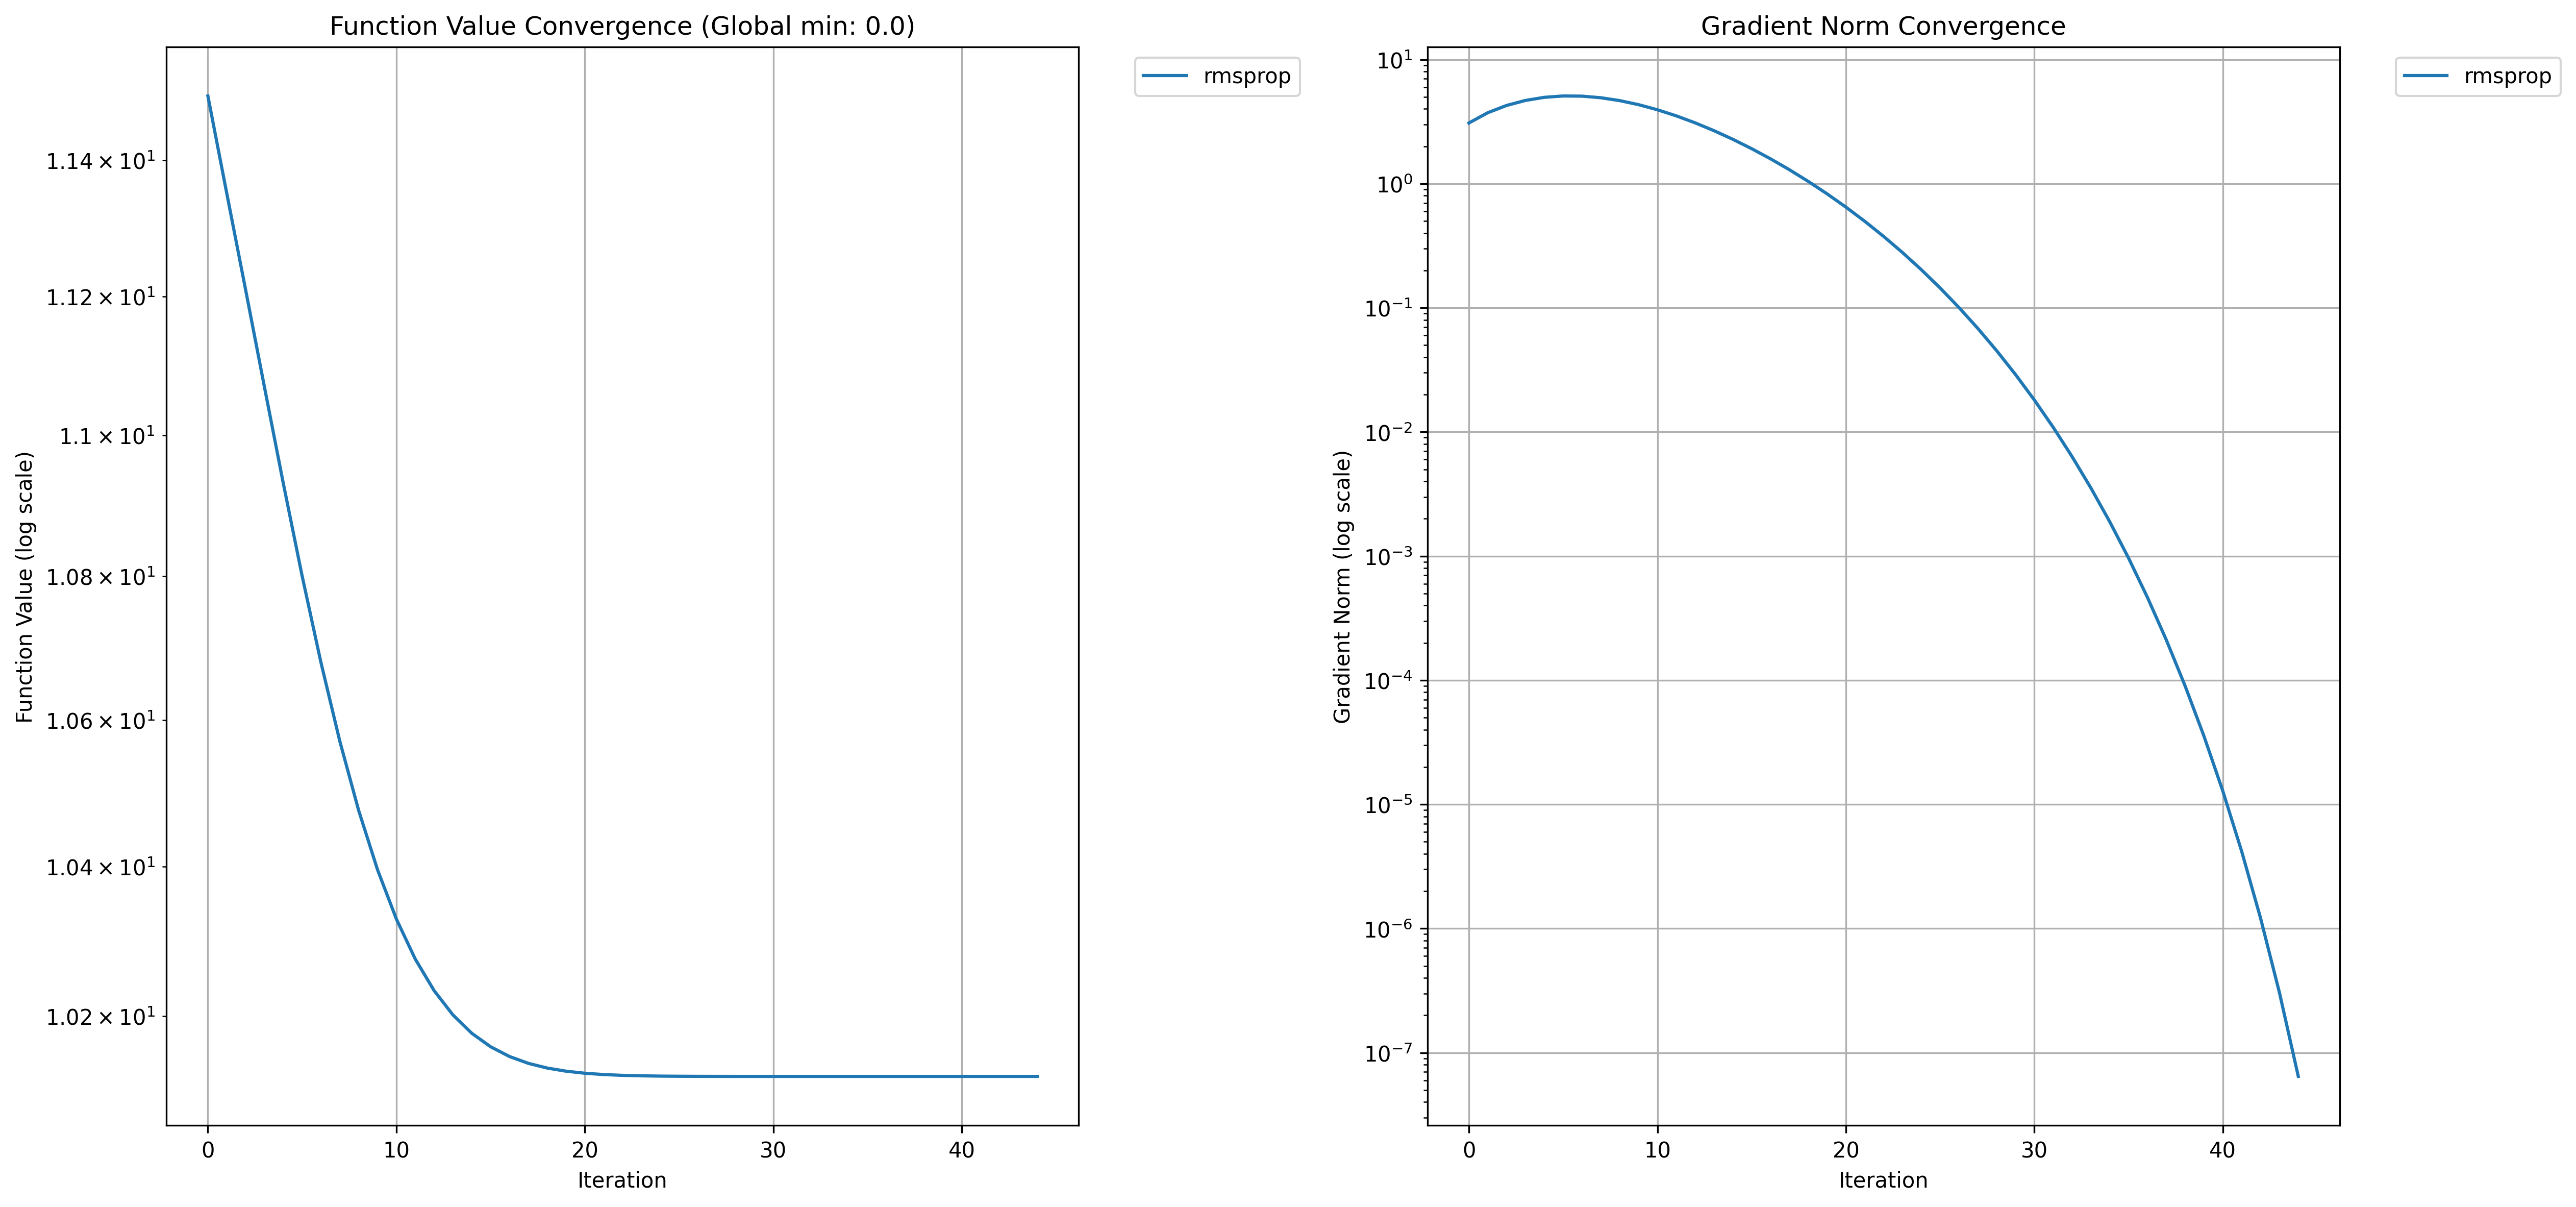 Function Value Convergence (Global min: 0.0)
Function Value (log scale)
1.14 × 10¹
1.12 × 10¹
1.1 × 10¹
1.08 × 10¹
1.06 × 10¹
1.04 × 10¹
1.02 × 10¹
0 10 20 30 40
Iteration
rmsprop
Gradient Norm Convergence
Gradient Norm (log scale)
10¹
10⁰
10⁻¹
10⁻²
10⁻³
10⁻⁴
10⁻⁵
10⁻⁶
10⁻⁷
0 10 20 30 40
Iteration
rmsprop